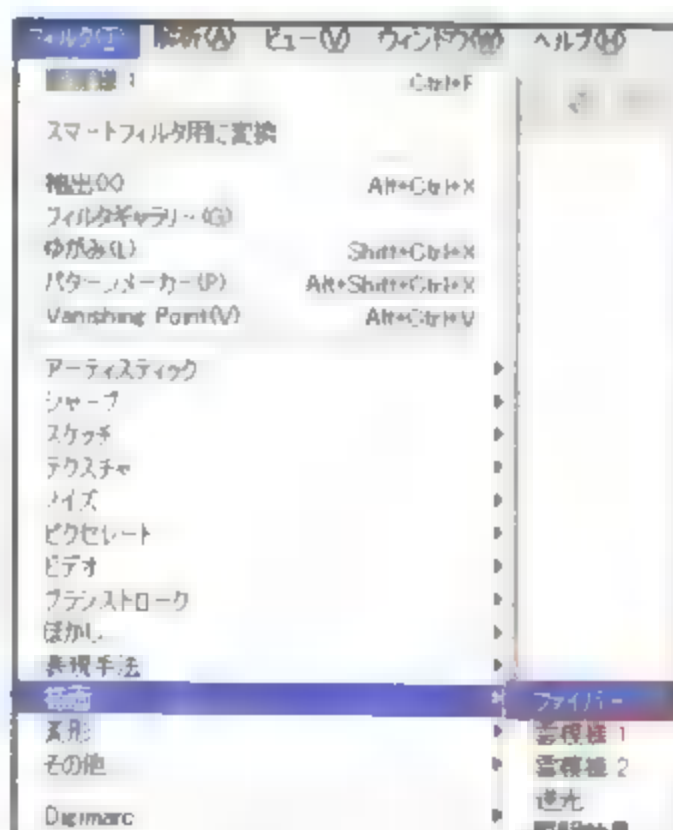 フィルタ(T) 解析(A) ビュー(V) ウィンドウ(W) ヘルプ(H)
1 Ctrl+F
スマートフィルタ用に変換
抽出(X) Alt+Ctrl+X
フィルタギャラリー(G)
ゆがみ(L) Shift+Ctrl+X
パターンメーカー(P) Alt+Shift+Ctrl+X
Vanishing Point(V) Alt+Ctrl+V
アーティスティック
シャープ
スケッチ
テクスチャ
ノイズ
ピクセレート
ビデオ
ブラシストローク
ぼかし
表現手法
描画 ファイバー
変形 雲模様 1
その他 雲模様 2
逆光
Digimarc